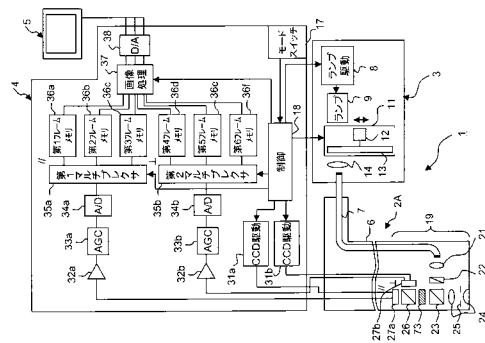 5
4
37
38
D/A
画像
処理
17
モード
スイッチ
36a
36b
36c
36d
36c
36f
第1フレーム
メモリ
第2フレーム
メモリ
第3フレーム
メモリ
第4フレーム
メモリ
第5フレーム
メモリ
第6フレーム
メモリ
//
⊥
第1マルチプレクサ
第2マルチプレクサ
35a
35b
18
制御
34a
A/D
34b
A/D
33a
AGC
33b
AGC
32a
32b
CCD駆動
CCD駆動
31a
31b
ランプ
駆動
8
ランプ
9
11
12
13
14
3
1
7
6
2A
19
21
22
27b
27a
26
73
23
25
24
//
⊥